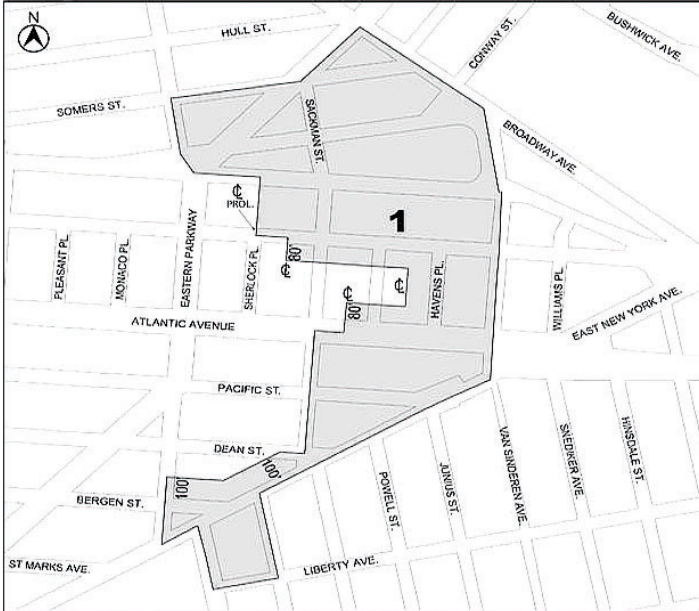 N
HULL ST.
CONWAY ST.
BUSHWICK AVE.
SOMERS ST.
SACKMAN ST.
BROADWAY AVE.
℄
PROL.
1
PLEASANT PL.
MONACO PL.
EASTERN PARKWAY
SHERLOCK PL.
80'
℄
℄
℄
80'
HAVENS PL.
WILLIAMS PL.
EAST NEW YORK AVE.
ATLANTIC AVENUE
PACIFIC ST.
DEAN ST.
100'
100'
BERGEN ST.
POWELL ST.
JUNIUS ST.
VAN SINDEREN AVE.
SNEDIKER AVE.
HINSDALE ST.
ST MARKS AVE.
LIBERTY AVE.